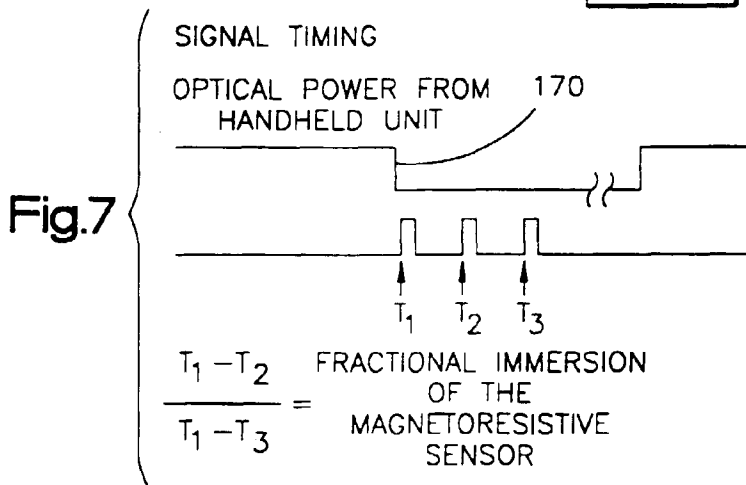 SIGNAL TIMING
OPTICAL POWER FROM 170
HANDHELD UNIT
Fig.7
T₁ T₂ T₃
T₁ – T₂
T₁ – T₃
= FRACTIONAL IMMERSION
OF THE
MAGNETORESISTIVE
SENSOR